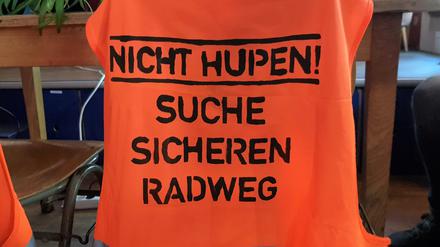 NICHT HUPEN!
SUCHE
SICHEREN
RADWEG